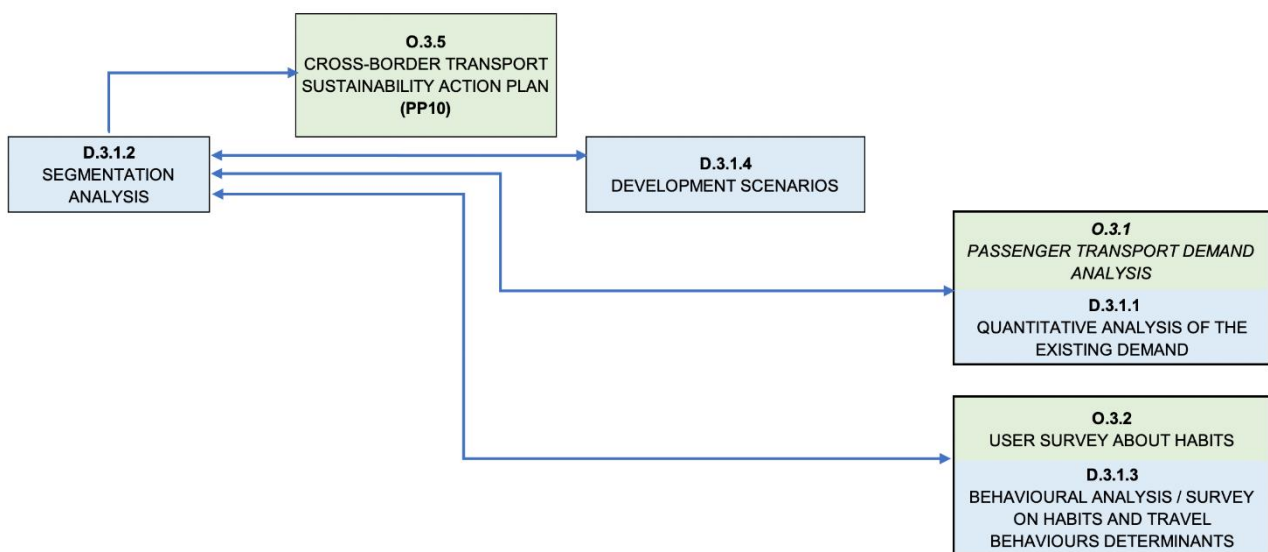 O.3.5
CROSS-BORDER TRANSPORT
SUSTAINABILITY ACTION PLAN
(PP10)
D.3.1.2
SEGMENTATION
ANALYSIS
D.3.1.4
DEVELOPMENT SCENARIOS
O.3.1
PASSENGER TRANSPORT DEMAND
ANALYSIS
D.3.1.1
QUANTITATIVE ANALYSIS OF THE
EXISTING DEMAND
O.3.2
USER SURVEY ABOUT HABITS
D.3.1.3
BEHAVIOURAL ANALYSIS / SURVEY
ON HABITS AND TRAVEL
BEHAVIOURS DETERMINANTS